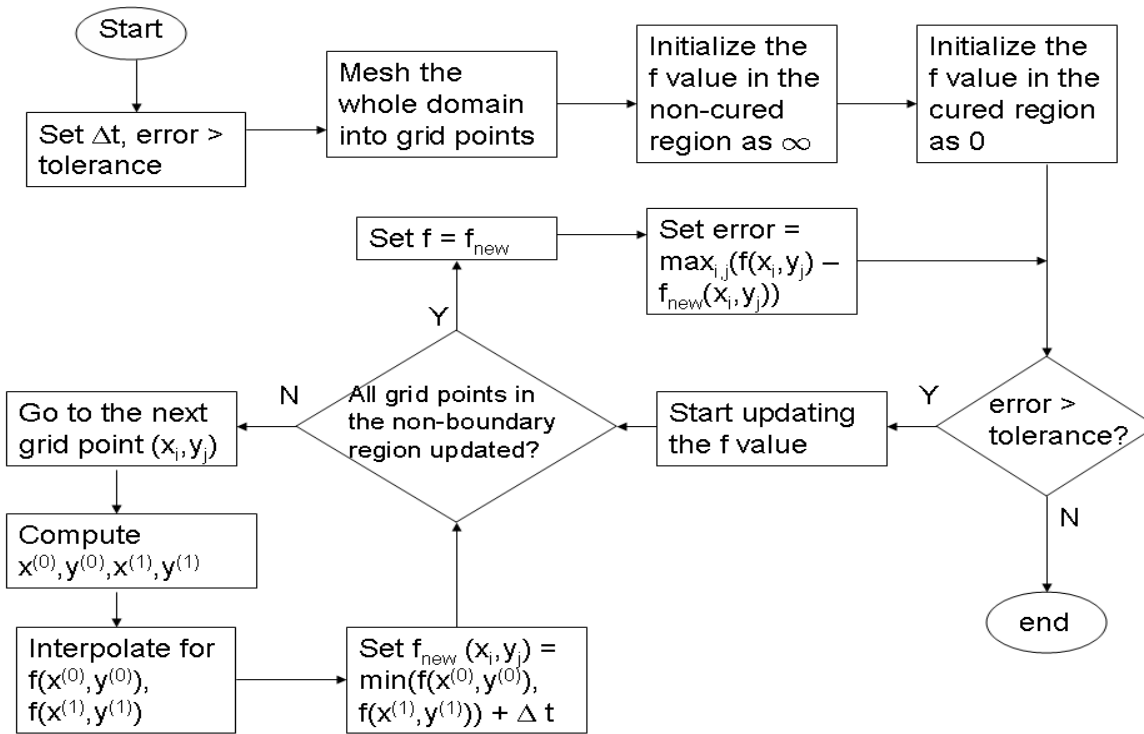 Start
Set Δt, error >
tolerance
Mesh the
whole domain
into grid points
Initialize the
f value in the
non-cured
region as ∞
Initialize the
f value in the
cured region
as 0
Set f = fnew
Set error =
maxi,j(f(xi,yj) –
fnew(xi,yj))
Y
All grid points in
the non-boundary
region updated?
N
Start updating
the f value
Y
error >
tolerance?
N
end
Go to the next
grid point (xi,yj)
Compute
x(0),y(0),x(1),y(1)
Interpolate for
f(x(0),y(0)),
f(x(1),y(1))
Set fnew (xi,yj) =
min(f(x(0),y(0)),
f(x(1),y(1))) + Δ t